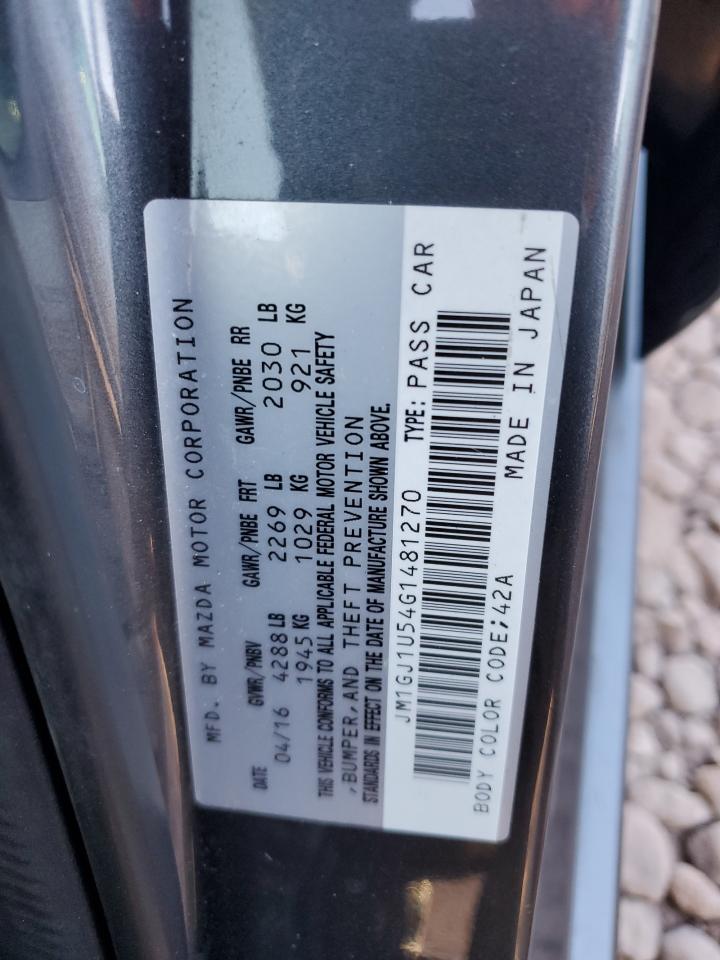 MFD. BY MAZDA MOTOR CORPORATION
DATE GVWR/PNBV GAWR/PNBE FRT GAWR/PNBE RR
04/16 4288 LB 2269 LB 2030 LB
1945 KG 1029 KG 921 KG
THIS VEHICLE CONFORMS TO ALL APPLICABLE FEDERAL MOTOR VEHICLE SAFETY
,BUMPER,AND THEFT PREVENTION
STANDARDS IN EFFECT ON THE DATE OF MANUFACTURE SHOWN ABOVE.
JM1GJ1U54G1481270 TYPE: PASS CAR
BODY COLOR CODE;42A MADE IN JAPAN